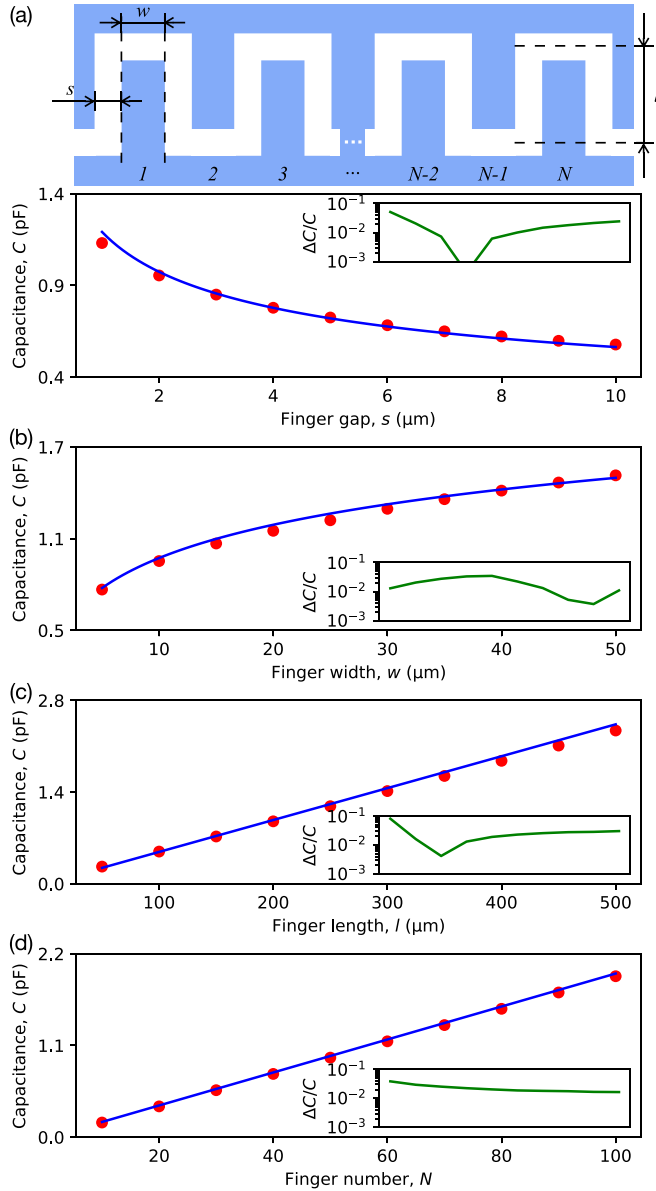 (a)
w
s
1 2 3 ... N-2 N-1 N
Capacitance, C (pF)
1.4
0.9
0.4
ΔC/C
10⁻¹
10⁻²
10⁻³
2 4 6 8 10
Finger gap, s (μm)
(b)
Capacitance, C (pF)
1.7
1.1
0.5
ΔC/C
10⁻¹
10⁻²
10⁻³
10 20 30 40 50
Finger width, w (μm)
(c)
Capacitance, C (pF)
2.8
1.4
0.0
ΔC/C
10⁻¹
10⁻²
10⁻³
100 200 300 400 500
Finger length, l (μm)
(d)
Capacitance, C (pF)
2.2
1.1
0.0
ΔC/C
10⁻¹
10⁻²
10⁻³
20 40 60 80 100
Finger number, N